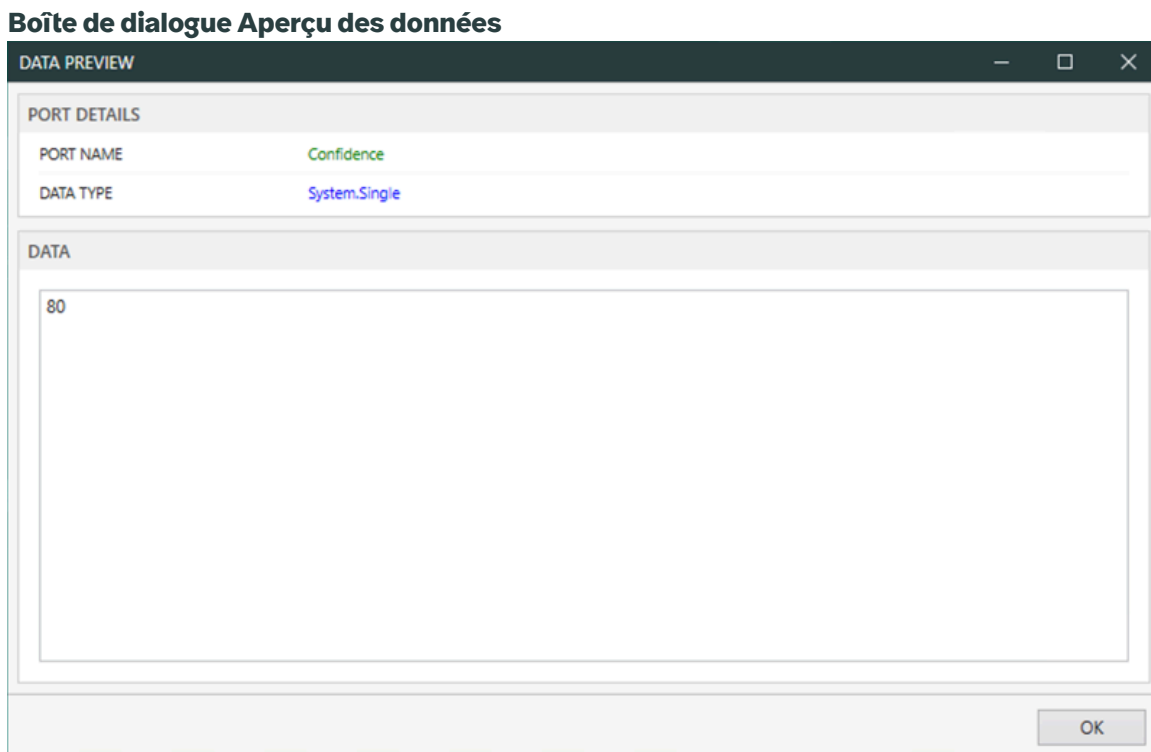 Boîte de dialogue Aperçu des données
DATA PREVIEW
PORT DETAILS
PORT NAME Confidence
DATA TYPE System.Single
DATA
80
OK